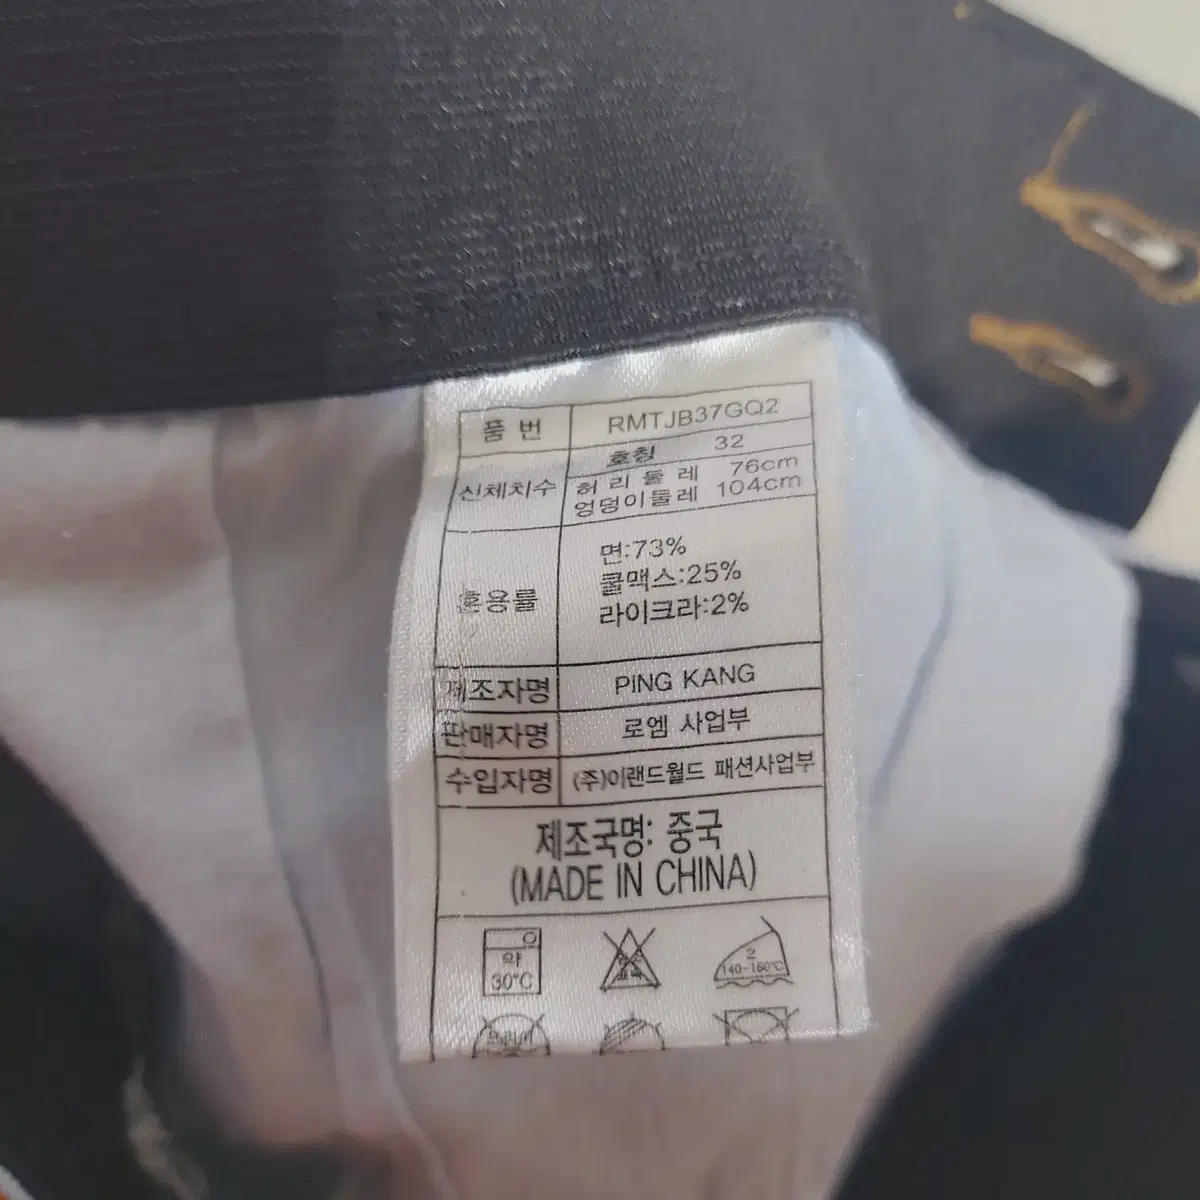 품 번 RMTJB37GQ2
신체치수 호칭 32
허 리 둘 레 76cm
엉덩이둘레 104cm
혼용률 면:73%
쿨맥스:25%
라이크라:2%
제조자명 PING KANG
판매자명 로엠 사업부
수입자명 (주)이랜드월드 패션사업부
제조국명: 중국
(MADE IN CHINA)
약
30℃
2
140-160℃